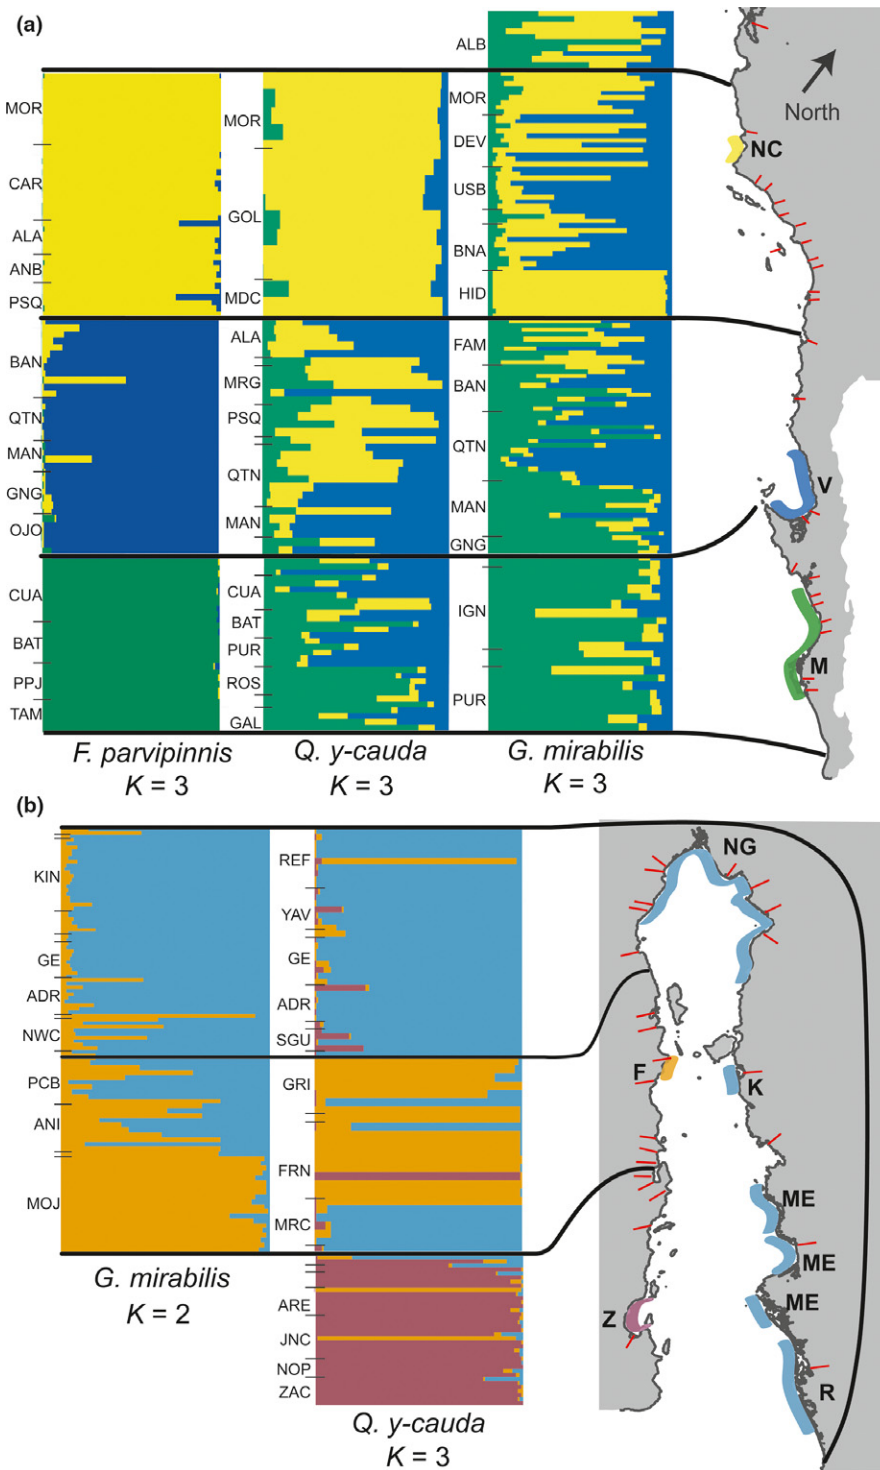 (a)
ALB
North
NC
V
M
MOR
CAR
ALA
ANB
PSQ
BAN
QTN
MAN
GNG
OJO
CUA
BAT
PPJ
TAM
F. parvipinnis
K = 3
MOR
GOL
MDC
ALA
MRG
PSQ
QTN
MAN
CUA
BAT
PUR
ROS
GAL
Q. y-cauda
K = 3
MOR
DEV
USB
BNA
HID
FAM
BAN
QTN
MAN
GNG
IGN
PUR
G. mirabilis
K = 3
(b)
KIN
GE
ADR
NWC
PCB
ANI
MOJ
G. mirabilis
K = 2
REF
YAV
GE
ADR
SGU
GRI
FRN
MRC
ARE
JNC
NOP
ZAC
Q. y-cauda
K = 3
NG
F
K
ME
ME
ME
Z
R